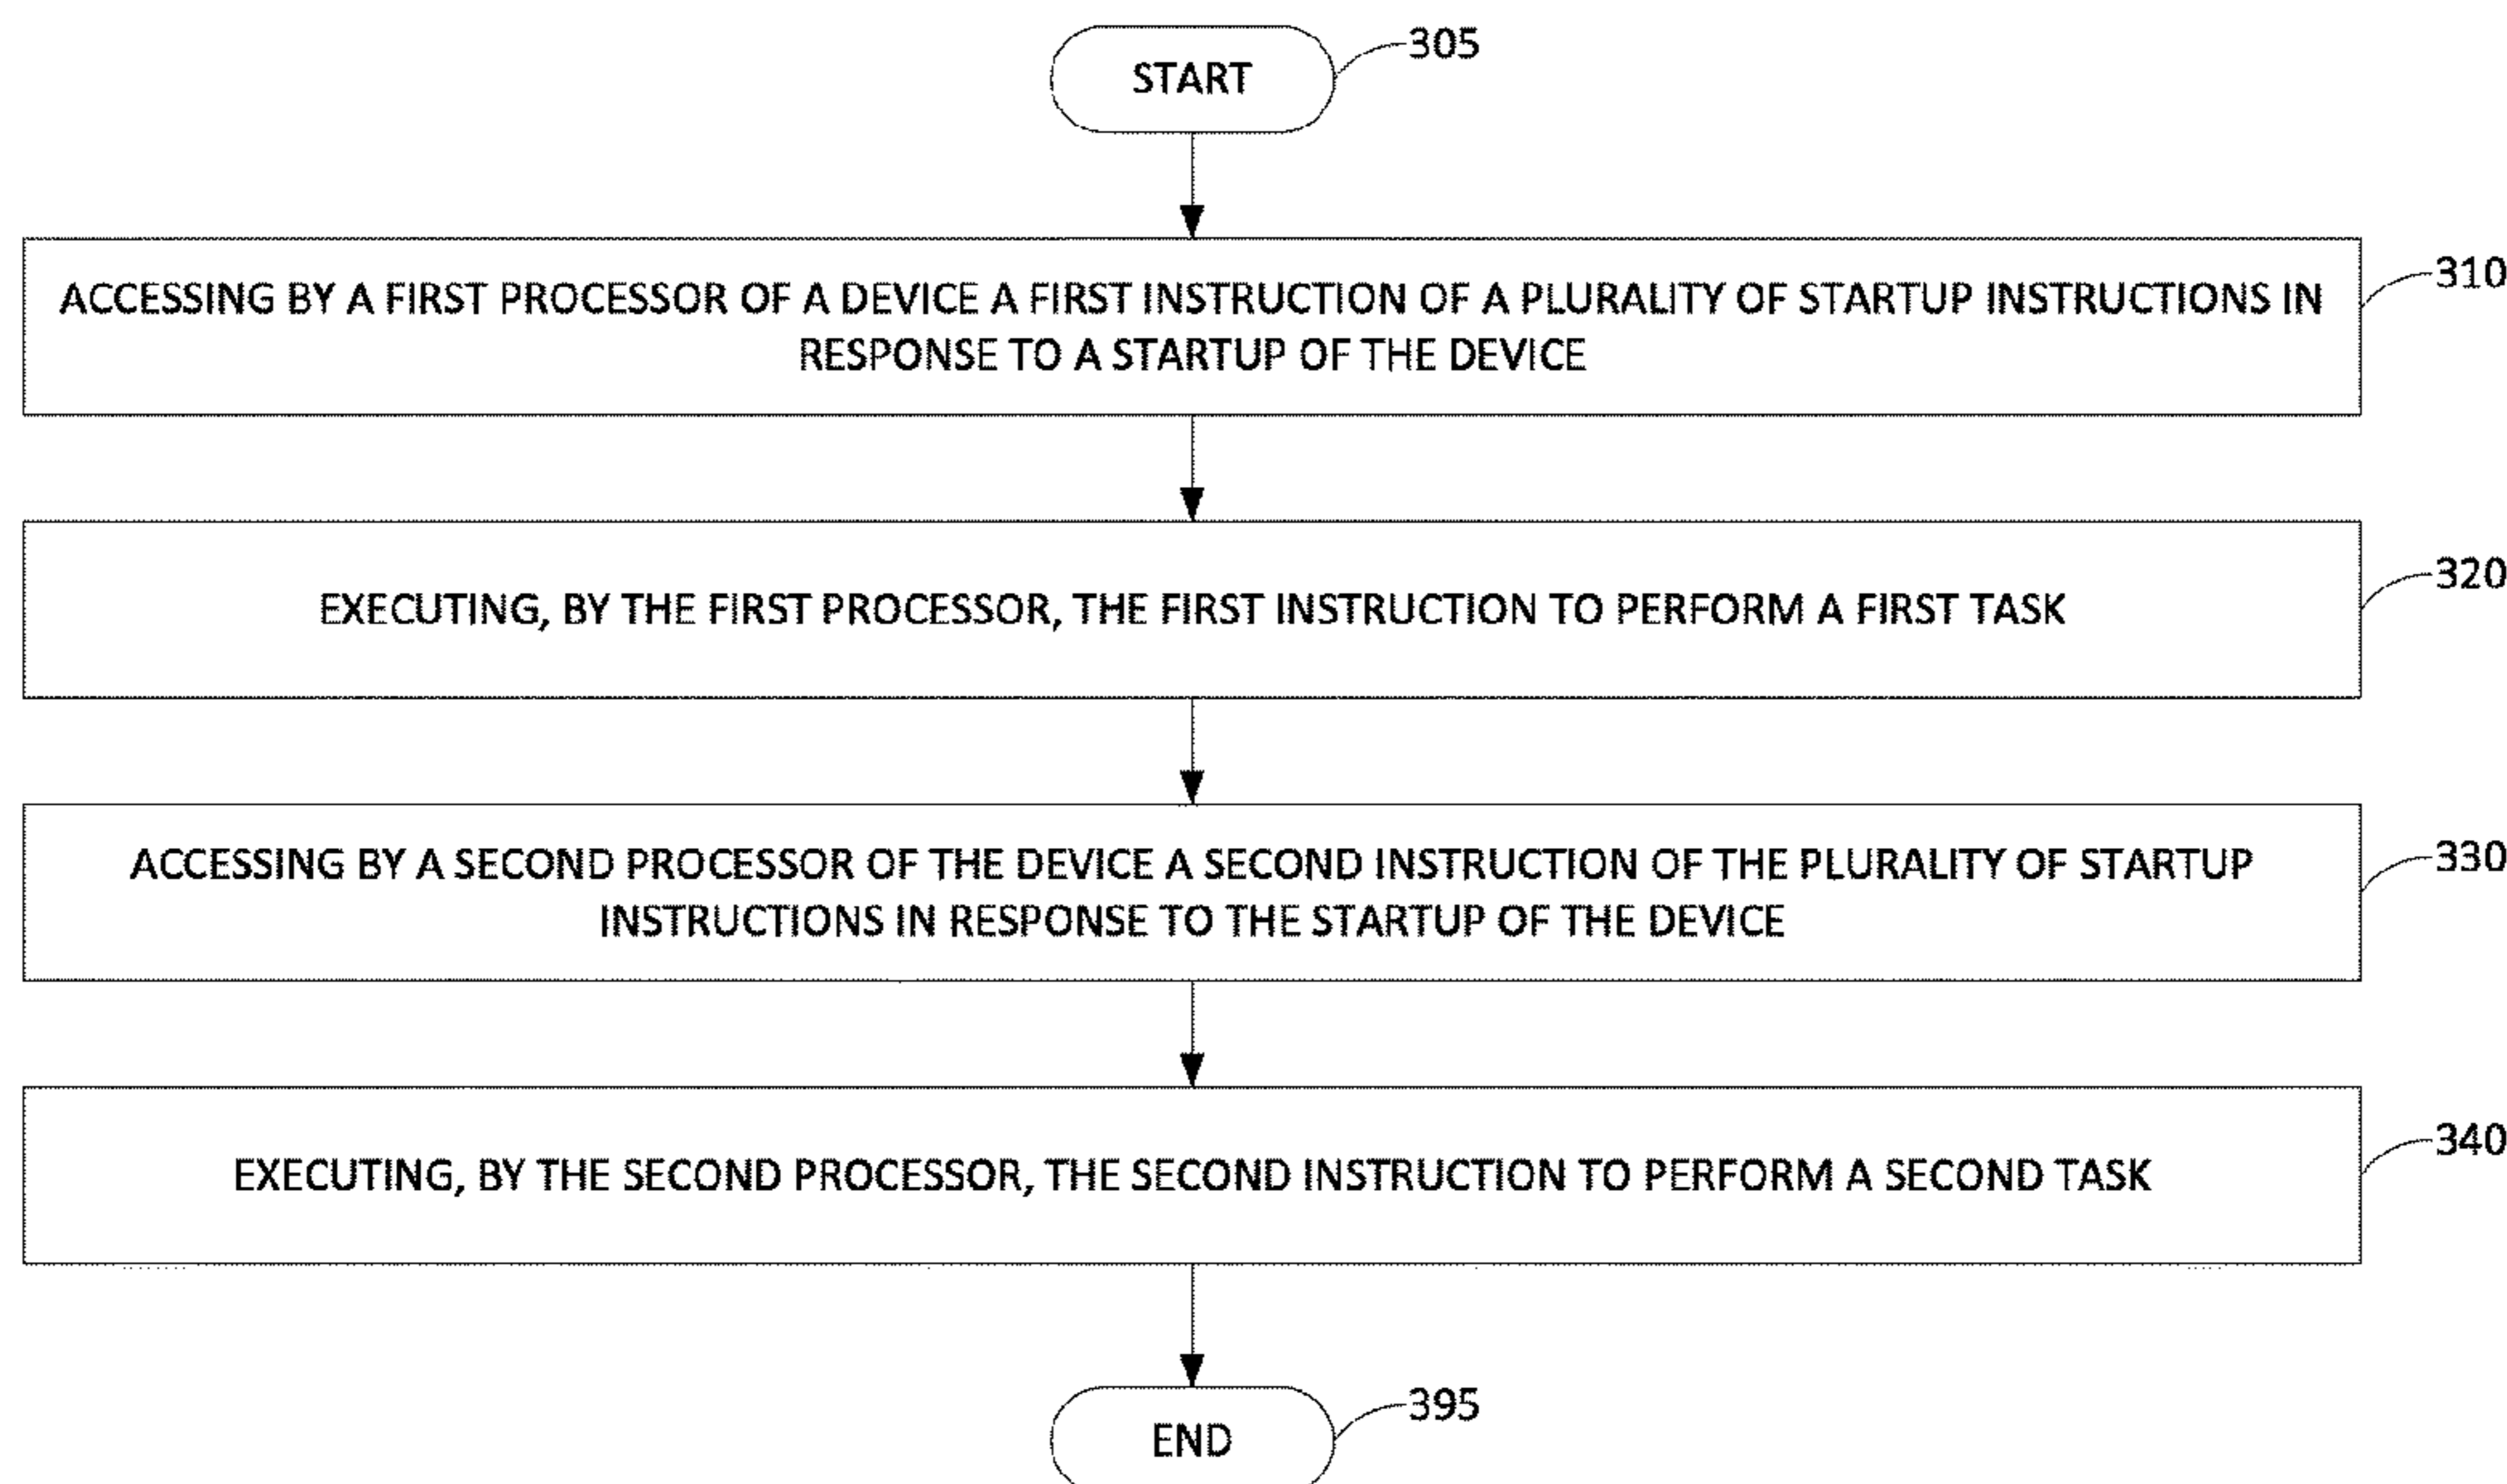 START
305
ACCESSING BY A FIRST PROCESSOR OF A DEVICE A FIRST INSTRUCTION OF A PLURALITY OF STARTUP INSTRUCTIONS IN
RESPONSE TO A STARTUP OF THE DEVICE
310
EXECUTING, BY THE FIRST PROCESSOR, THE FIRST INSTRUCTION TO PERFORM A FIRST TASK
320
ACCESSING BY A SECOND PROCESSOR OF THE DEVICE A SECOND INSTRUCTION OF THE PLURALITY OF STARTUP
INSTRUCTIONS IN RESPONSE TO THE STARTUP OF THE DEVICE
330
EXECUTING, BY THE SECOND PROCESSOR, THE SECOND INSTRUCTION TO PERFORM A SECOND TASK
340
END
395